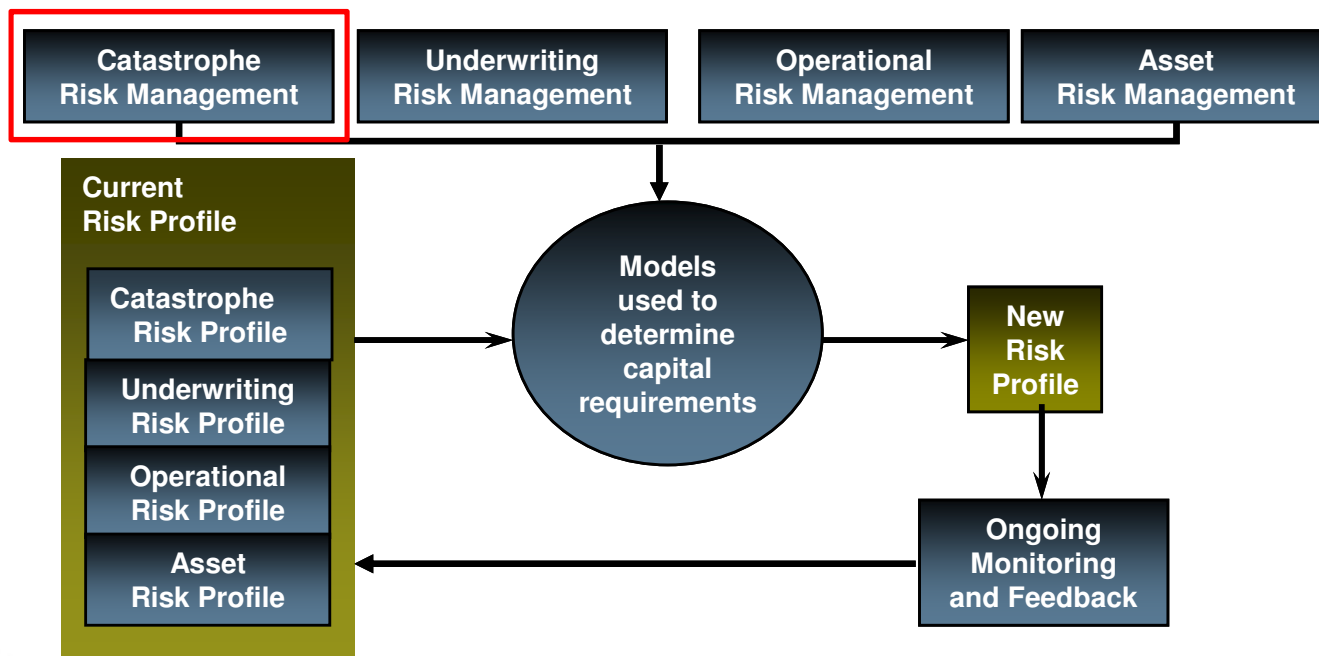 Catastrophe
Risk Management
Underwriting
Risk Management
Operational
Risk Management
Asset
Risk Management
Current
Risk Profile
Catastrophe
Risk Profile
Underwriting
Risk Profile
Operational
Risk Profile
Asset
Risk Profile
Models
used to
determine
capital
requirements
New
Risk
Profile
Ongoing
Monitoring
and Feedback